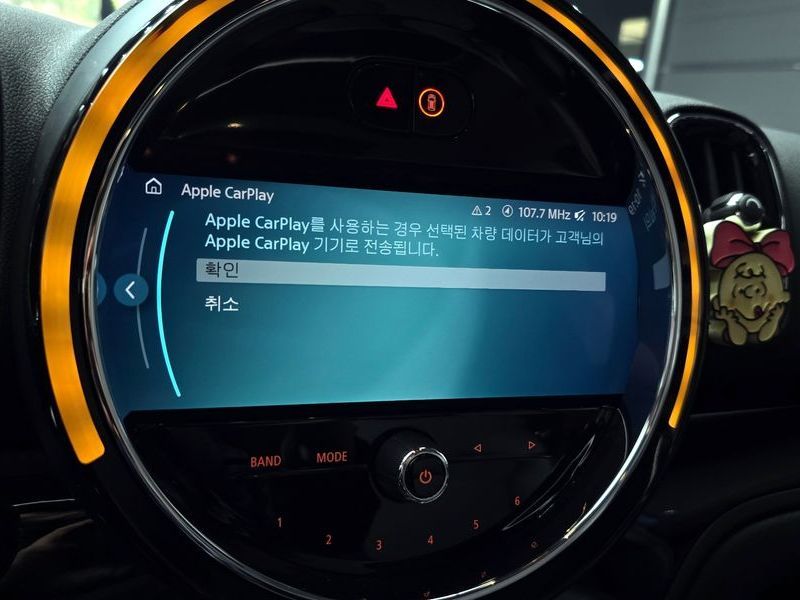 Apple CarPlay
2 107.7 MHz 10:19
Apple CarPlay를 사용하는 경우 선택된 차량 데이터가 고객님의
Apple CarPlay 기기로 전송됩니다.
확인
취소
BAND MODE
1 2 3 4 5 6